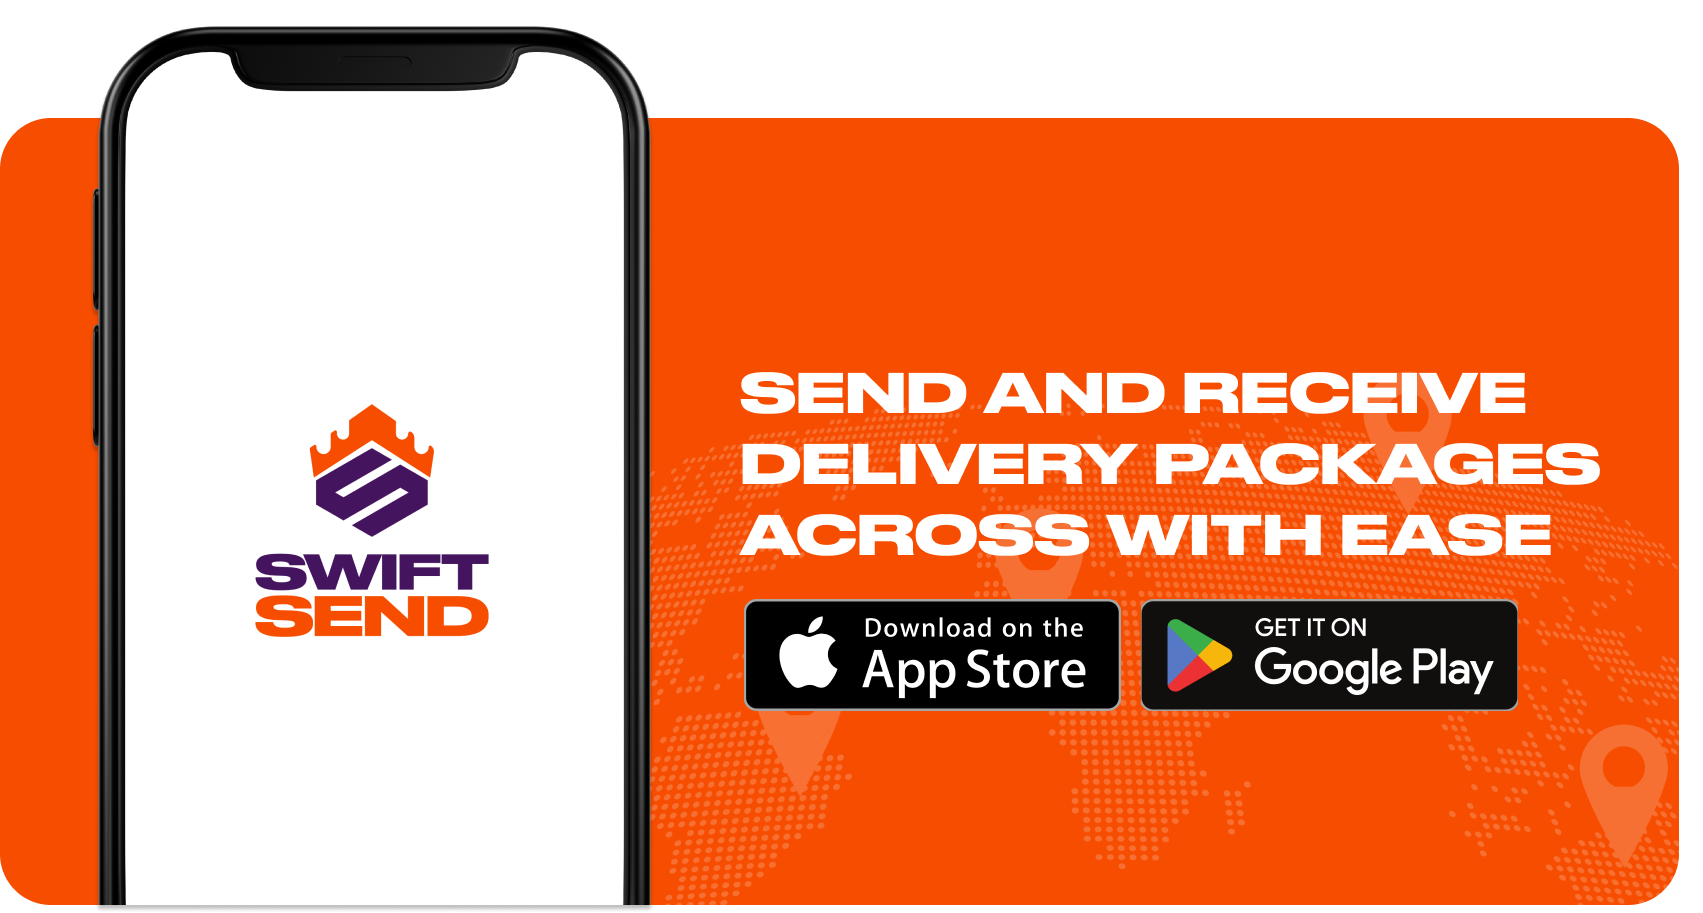 SWIFT
SEND
SEND AND RECEIVE
DELIVERY PACKAGES
ACROSS WITH EASE
Download on the
App Store
GET IT ON
Google Play